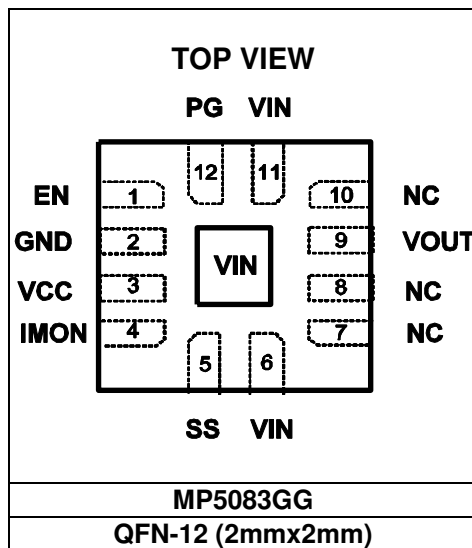 TOP VIEW
PG VIN
12 11
EN 1 10 NC
GND 2 9 VOUT
VIN
VCC 3 8 NC
IMON 4 7 NC
5 6
SS VIN
MP5083GG
QFN-12 (2mmx2mm)